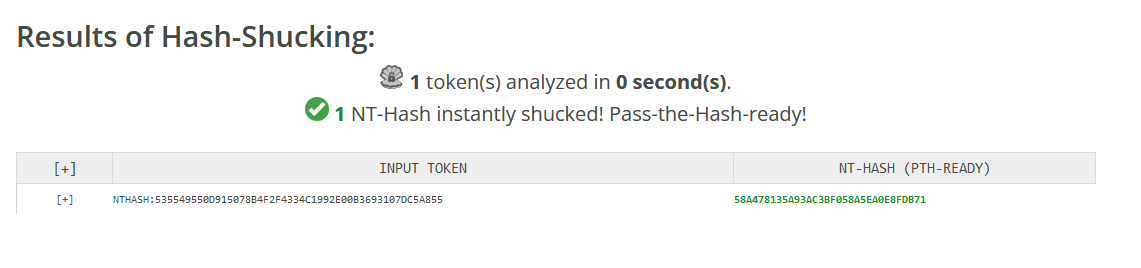 Results of Hash-Shucking:
1 token(s) analyzed in 0 second(s).
1 NT-Hash instantly shucked! Pass-the-Hash-ready!
[+] INPUT TOKEN NT-HASH (PTH-READY)
[+] NTHASH:535549550D915078B4F2F4334C1992E00B3693107DC5A855 58A478135A93AC3BF058A5EA0E8FDB71